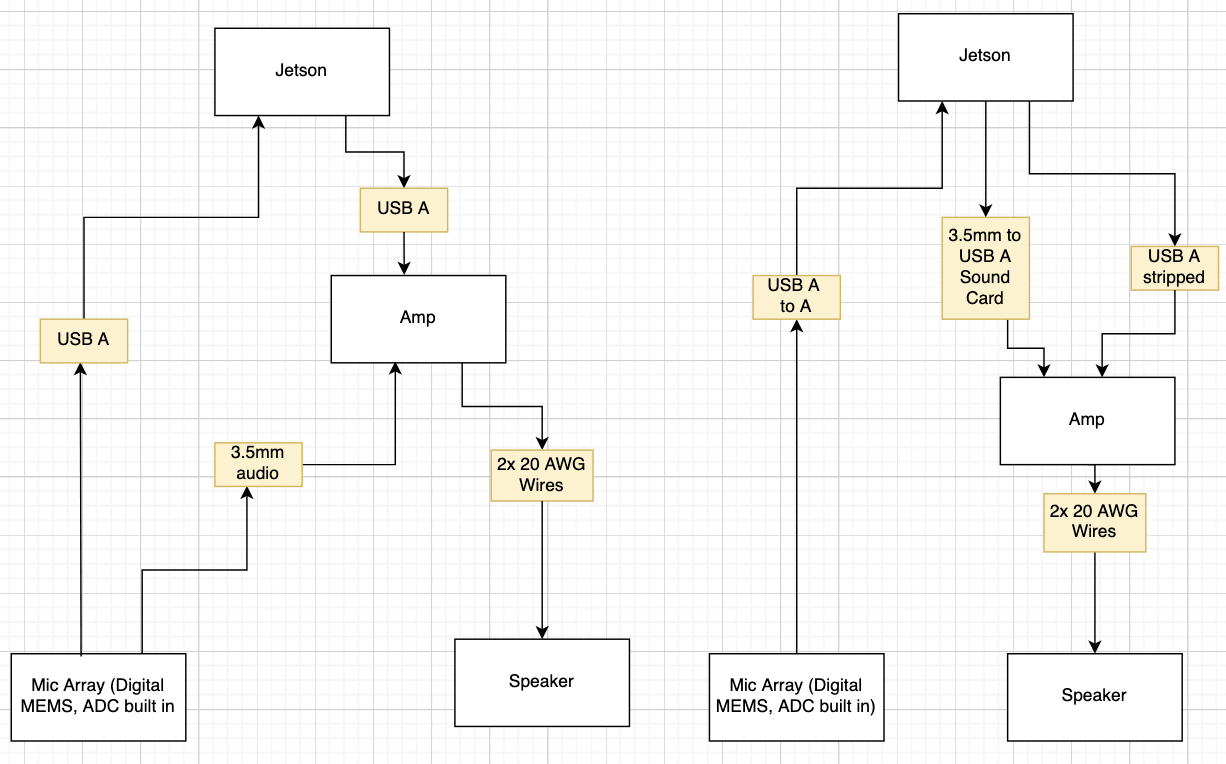 Jetson
USB A
Amp
USB A
3.5mm
audio
2x 20 AWG
Wires
Mic Array (Digital
MEMS, ADC built in
Speaker
Jetson
3.5mm to
USB A
Sound
Card
USB A
stripped
USB A
to A
Amp
2x 20 AWG
Wires
Mic Array (Digital
MEMS, ADC built in)
Speaker